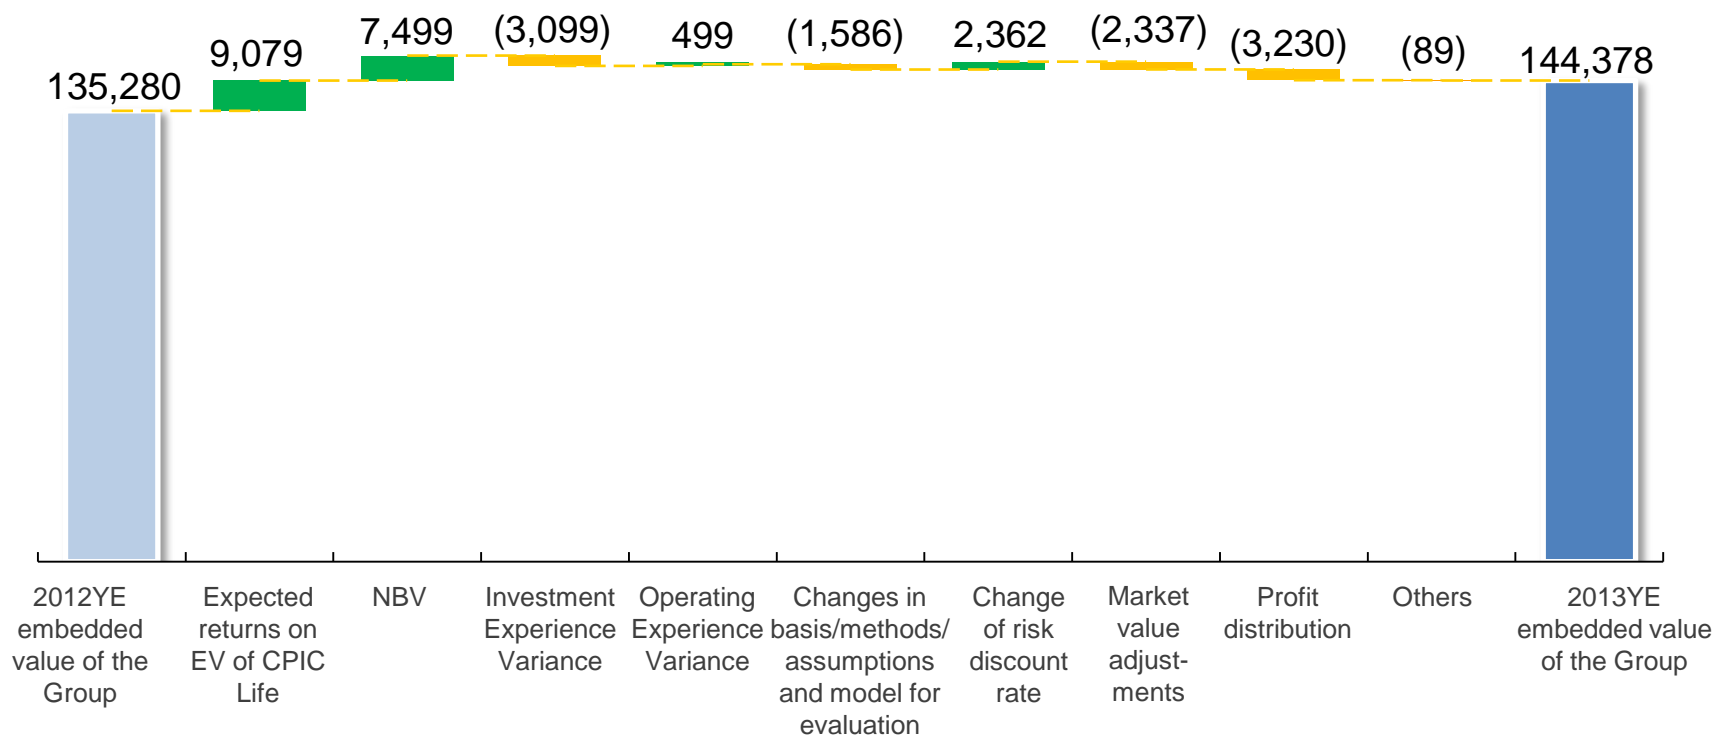 135,280
9,079
7,499
(3,099)
499
(1,586)
2,362
(2,337)
(3,230)
(89)
144,378
2012YE
embedded
value of the
Group
Expected
returns on
EV of CPIC
Life
NBV
Investment
Experience
Variance
Operating
Experience
Variance
Changes in
basis/methods/
assumptions
and model for
evaluation
Change
of risk
discount
rate
Market
value
adjust-
ments
Profit
distribution
Others
2013YE
embedded value
of the Group